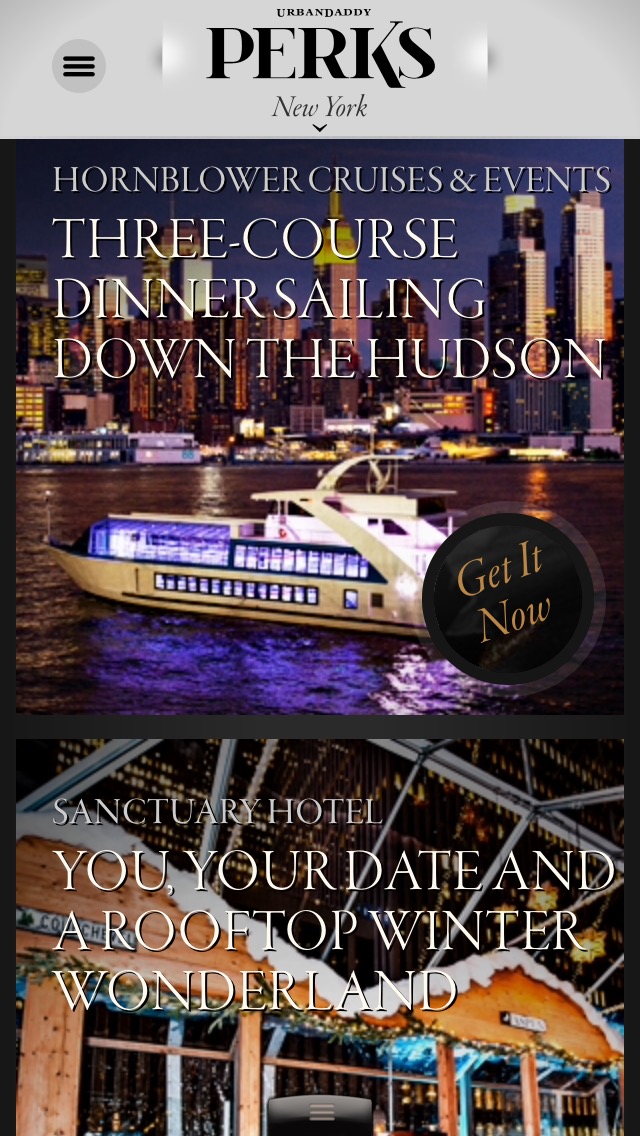 URBANDADDY
PERKS
New York
HORNBLOWER CRUISES & EVENTS
THREE-COURSE
DINNER SAILING
DOWN THE HUDSON
Get It
Now
SANCTUARY HOTEL
YOU, YOUR DATE AND
A ROOFTOP WINTER
WONDERLAND
ASPEN